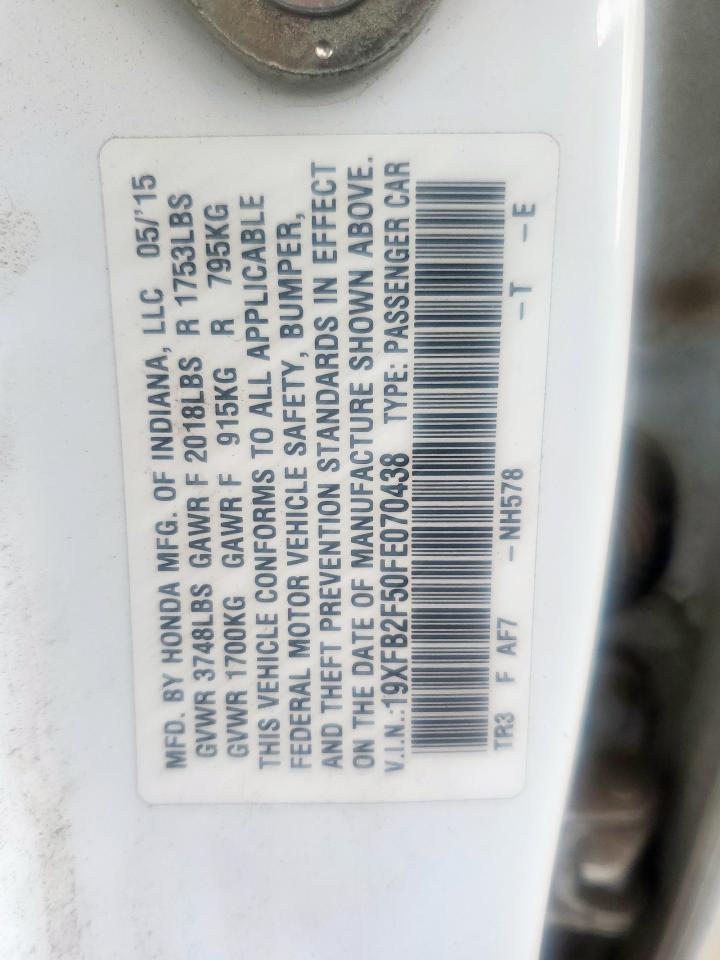 MFD. BY HONDA MFG. OF INDIANA, LLC 05/'15
GVWR 3748LBS GAWR F 2018LBS R 1753LBS
GVWR 1700KG GAWR F 915KG R 795KG
THIS VEHICLE CONFORMS TO ALL APPLICABLE
FEDERAL MOTOR VEHICLE SAFETY, BUMPER,
AND THEFT PREVENTION STANDARDS IN EFFECT
ON THE DATE OF MANUFACTURE SHOWN ABOVE.
V.I.N.:19XFB2F50FE070438 TYPE: PASSENGER CAR
TR3 F AF7 -NH578 -T -E